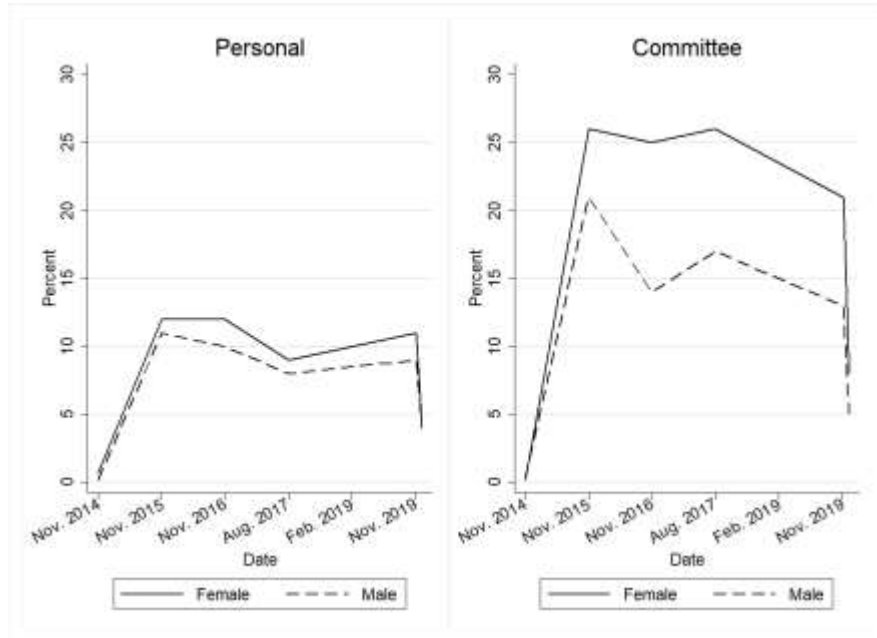 Personal
Percent
30
25
20
15
10
5
0
Nov. 2014
Nov. 2015
Nov. 2016
Aug. 2017
Feb. 2019
Nov. 2019
Date
Female Male
Committee
Percent
30
25
20
15
10
5
0
Nov. 2014
Nov. 2015
Nov. 2016
Aug. 2017
Feb. 2019
Nov. 2019
Date
Female Male